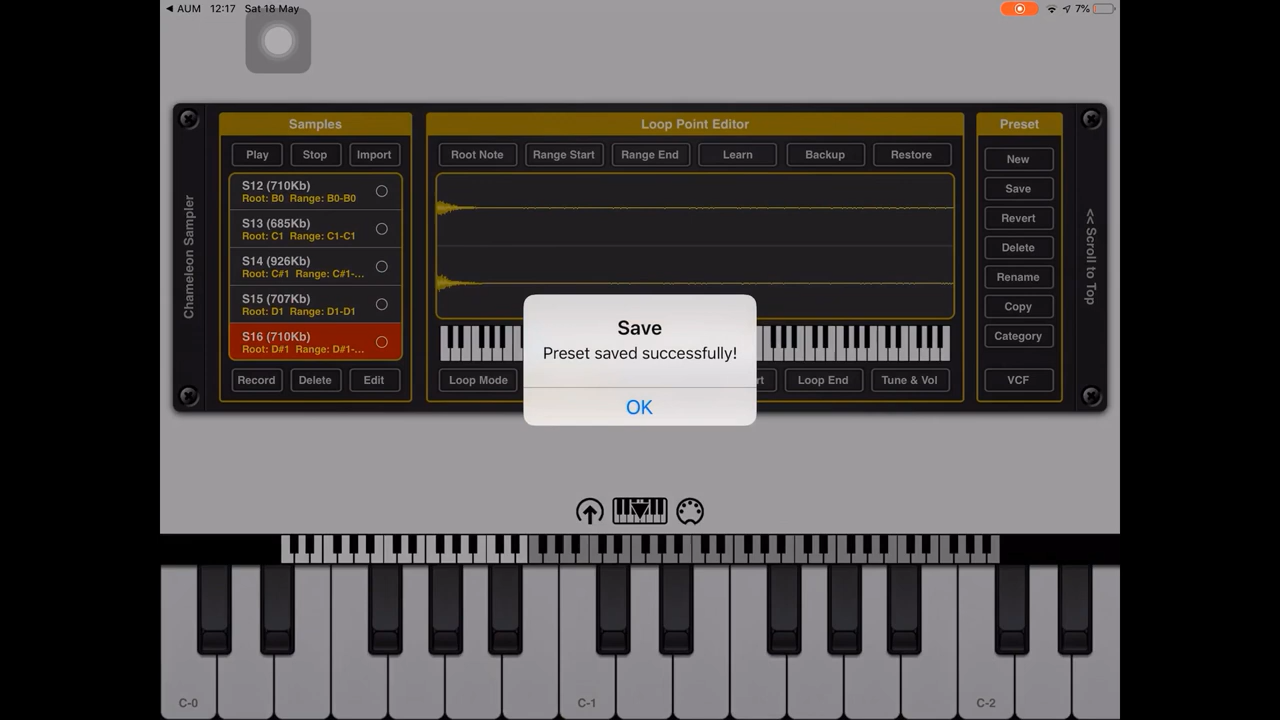 ◀ AUM 12:17 Sat 18 May
7%
Chameleon Sampler
Samples
Play Stop Import
S12 (710Kb)
Root: B0 Range: B0-B0
S13 (685Kb)
Root: C1 Range: C1-C1
S14 (926Kb)
Root: C#1 Range: C#1-...
S15 (707Kb)
Root: D1 Range: D1-D1
S16 (710Kb)
Root: D#1 Range: D#1-...
Record Delete Edit
Loop Point Editor
Root Note Range Start Range End Learn Backup Restore
Loop Mode rt Loop End Tune & Vol
Save
Preset saved successfully!
OK
Preset
New
Save
Revert
Delete
Rename
Copy
Category
VCF
<< Scroll to Top
C-0 C-1 C-2